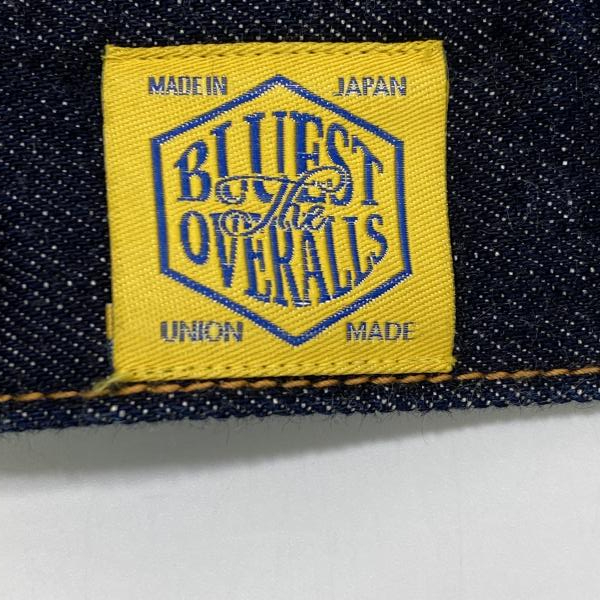 MADE IN JAPAN
BLUEST
The
OVERALLS
UNION MADE